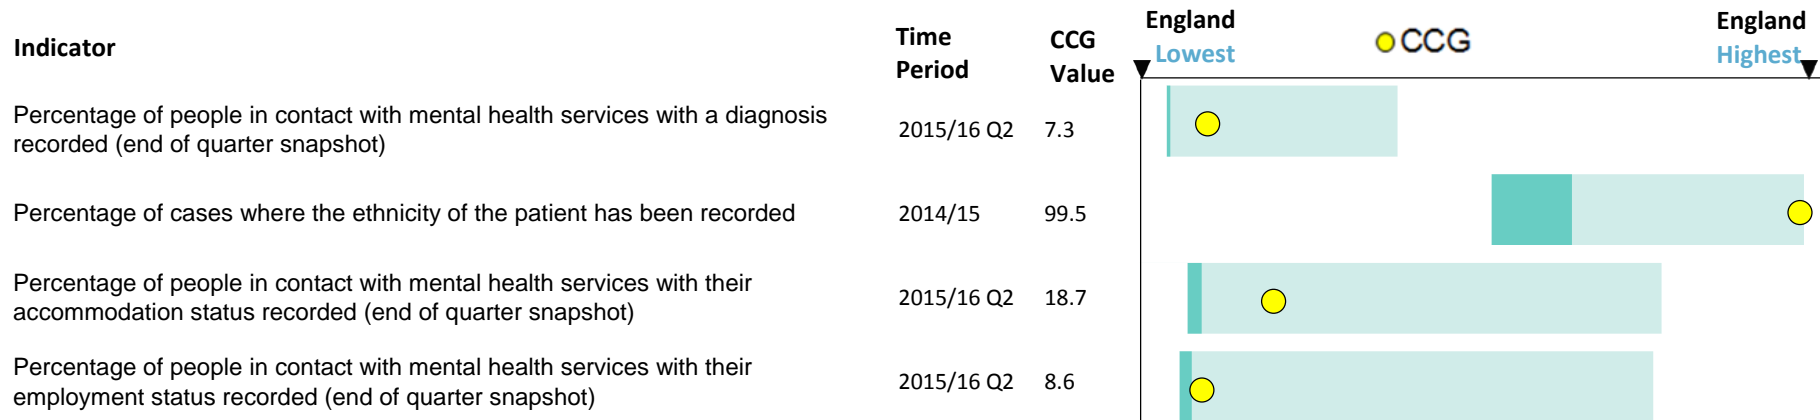 Indicator
Time
Period
CCG
Value
England
Lowest
CCG
England
Highest
Percentage of people in contact with mental health services with a diagnosis
recorded (end of quarter snapshot)
2015/16 Q2
7.3
Percentage of cases where the ethnicity of the patient has been recorded
2014/15
99.5
Percentage of people in contact with mental health services with their
accommodation status recorded (end of quarter snapshot)
2015/16 Q2
18.7
Percentage of people in contact with mental health services with their
employment status recorded (end of quarter snapshot)
2015/16 Q2
8.6